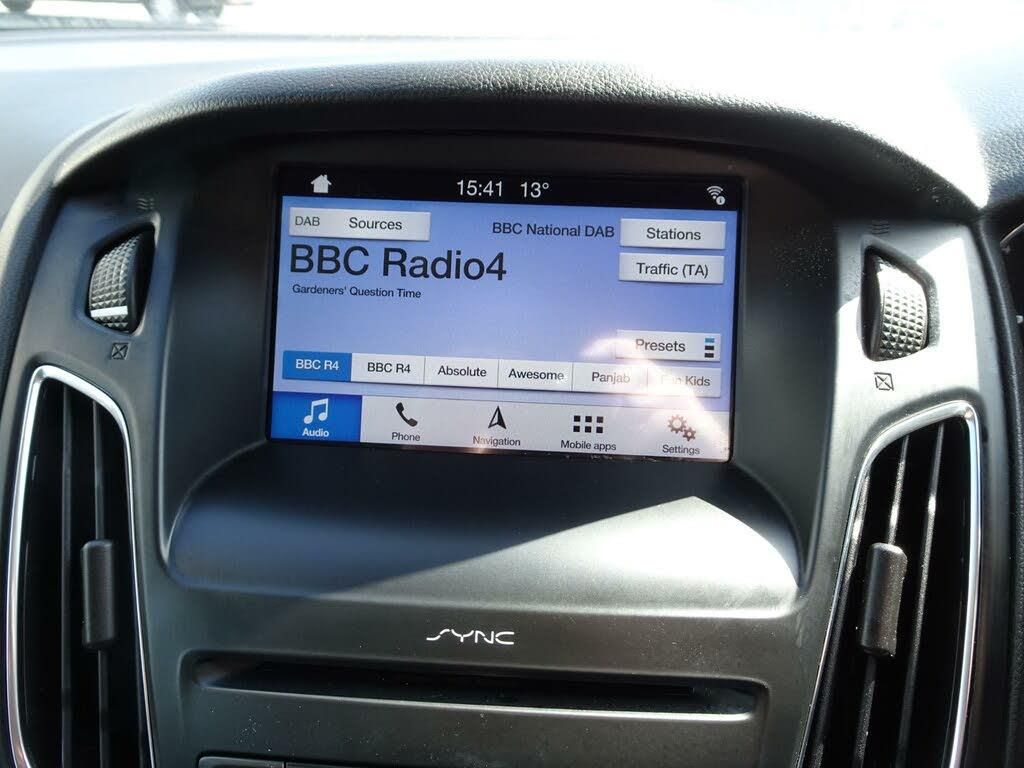 15:41 13°
DAB Sources
BBC National DAB
Stations
BBC Radio4
Traffic (TA)
Gardeners' Question Time
Presets
BBC R4
BBC R4
Absolute
Awesome
Panjab
Fun Kids
Audio
Phone
Navigation
Mobile apps
Settings
SYNC